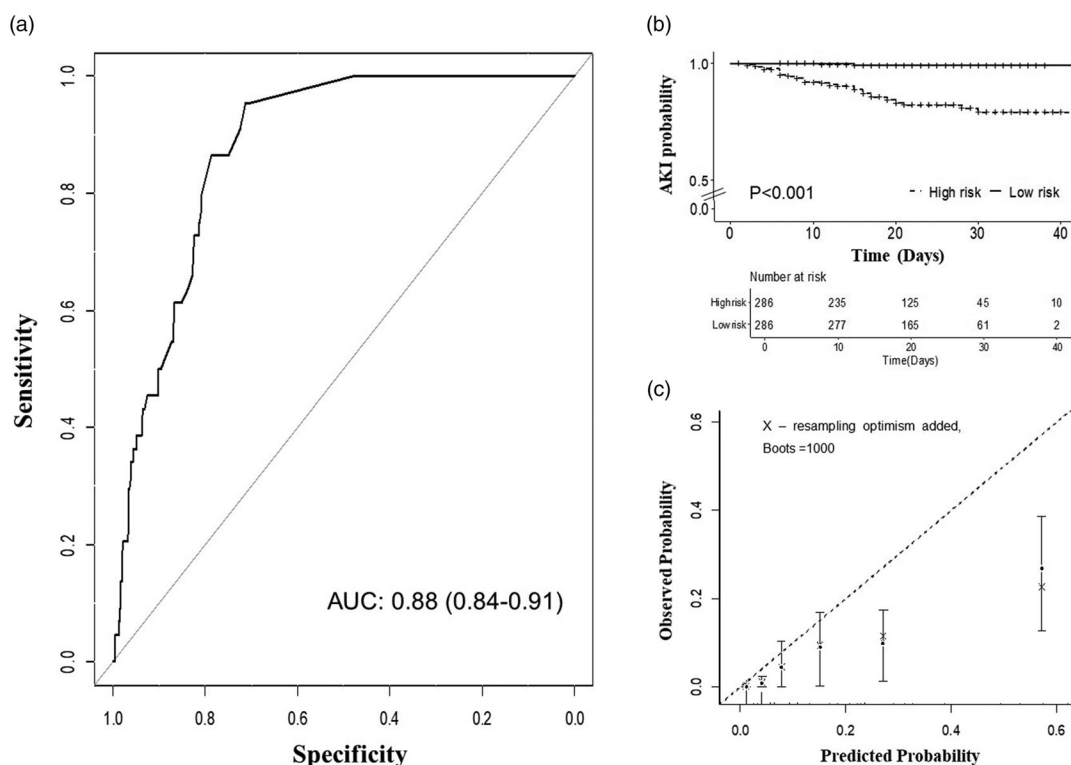 (a)
1.0
0.8
0.6
0.4
0.2
0.0
Sensitivity
AUC: 0.88 (0.84-0.91)
1.0 0.8 0.6 0.4 0.2 0.0
Specificity
(b)
1.0
0.5
0.0
AKI probability
P<0.001
High risk Low risk
0 10 20 30 40
Time (Days)
Number at risk
High risk 286 235 125 45 10
Low risk 286 277 165 61 2
0 10 20 30 40
Time(Days)
(c)
0.6
0.4
0.2
0.0
Observed Probability
X – resampling optimism added,
Boots =1000
0.0 0.2 0.4 0.6
Predicted Probability